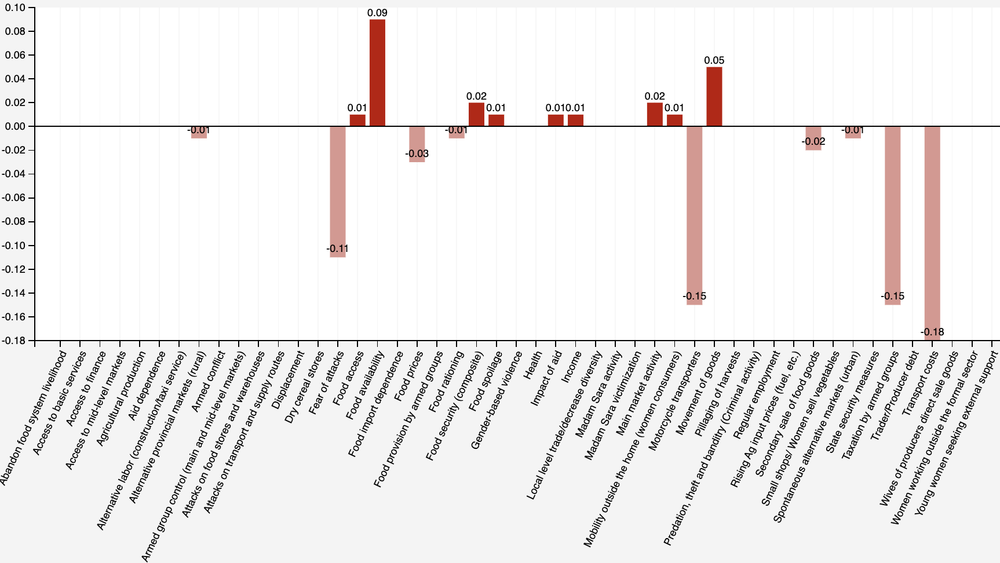 0.10
0.08
0.06
0.04
0.02
0.00
-0.02
-0.04
-0.06
-0.08
-0.10
-0.12
-0.14
-0.16
-0.18
-0.01
-0.11
0.01
0.09
-0.03
-0.01
0.02
0.01
0.01
0.01
0.02
0.01
-0.15
0.05
-0.02
-0.01
-0.15
-0.18
Abandon food system livelihood
Access to basic services
Access to finance
Access to mid-level markets
Agricultural production
Aid dependence
Alternative labor (construction/taxi service)
Alternative provincial markets (rural)
Armed conflict
Armed group control (main and mid-level markets)
Attacks on food stores and warehouses
Attacks on transport and supply routes
Displacement
Dry cereal stores
Fear of attacks
Food access
Food availability
Food import dependence
Food prices
Food provision by armed groups
Food rationing
Food security (composite)
Food spoilage
Gender-based violence
Health
Impact of aid
Income
Local level trade/decrease diversity
Madam Sara activity
Madam Sara victimization
Main market activity
Mobility outside the home (women consumers)
Motorcycle transporters
Movement of goods
Pillaging of harvests
Predation, theft and banditry (Criminal activity)
Regular employment
Rising Ag input prices (fuel, etc.)
Secondary sale of food goods
Small shops/ Women sell vegetables
Spontaneous alternative markets (urban)
State security measures
Taxation by armed groups
Trader/Producer debt
Transport costs
Wives of producers direct sale goods
Women working outside the formal sector
Young women seeking external support